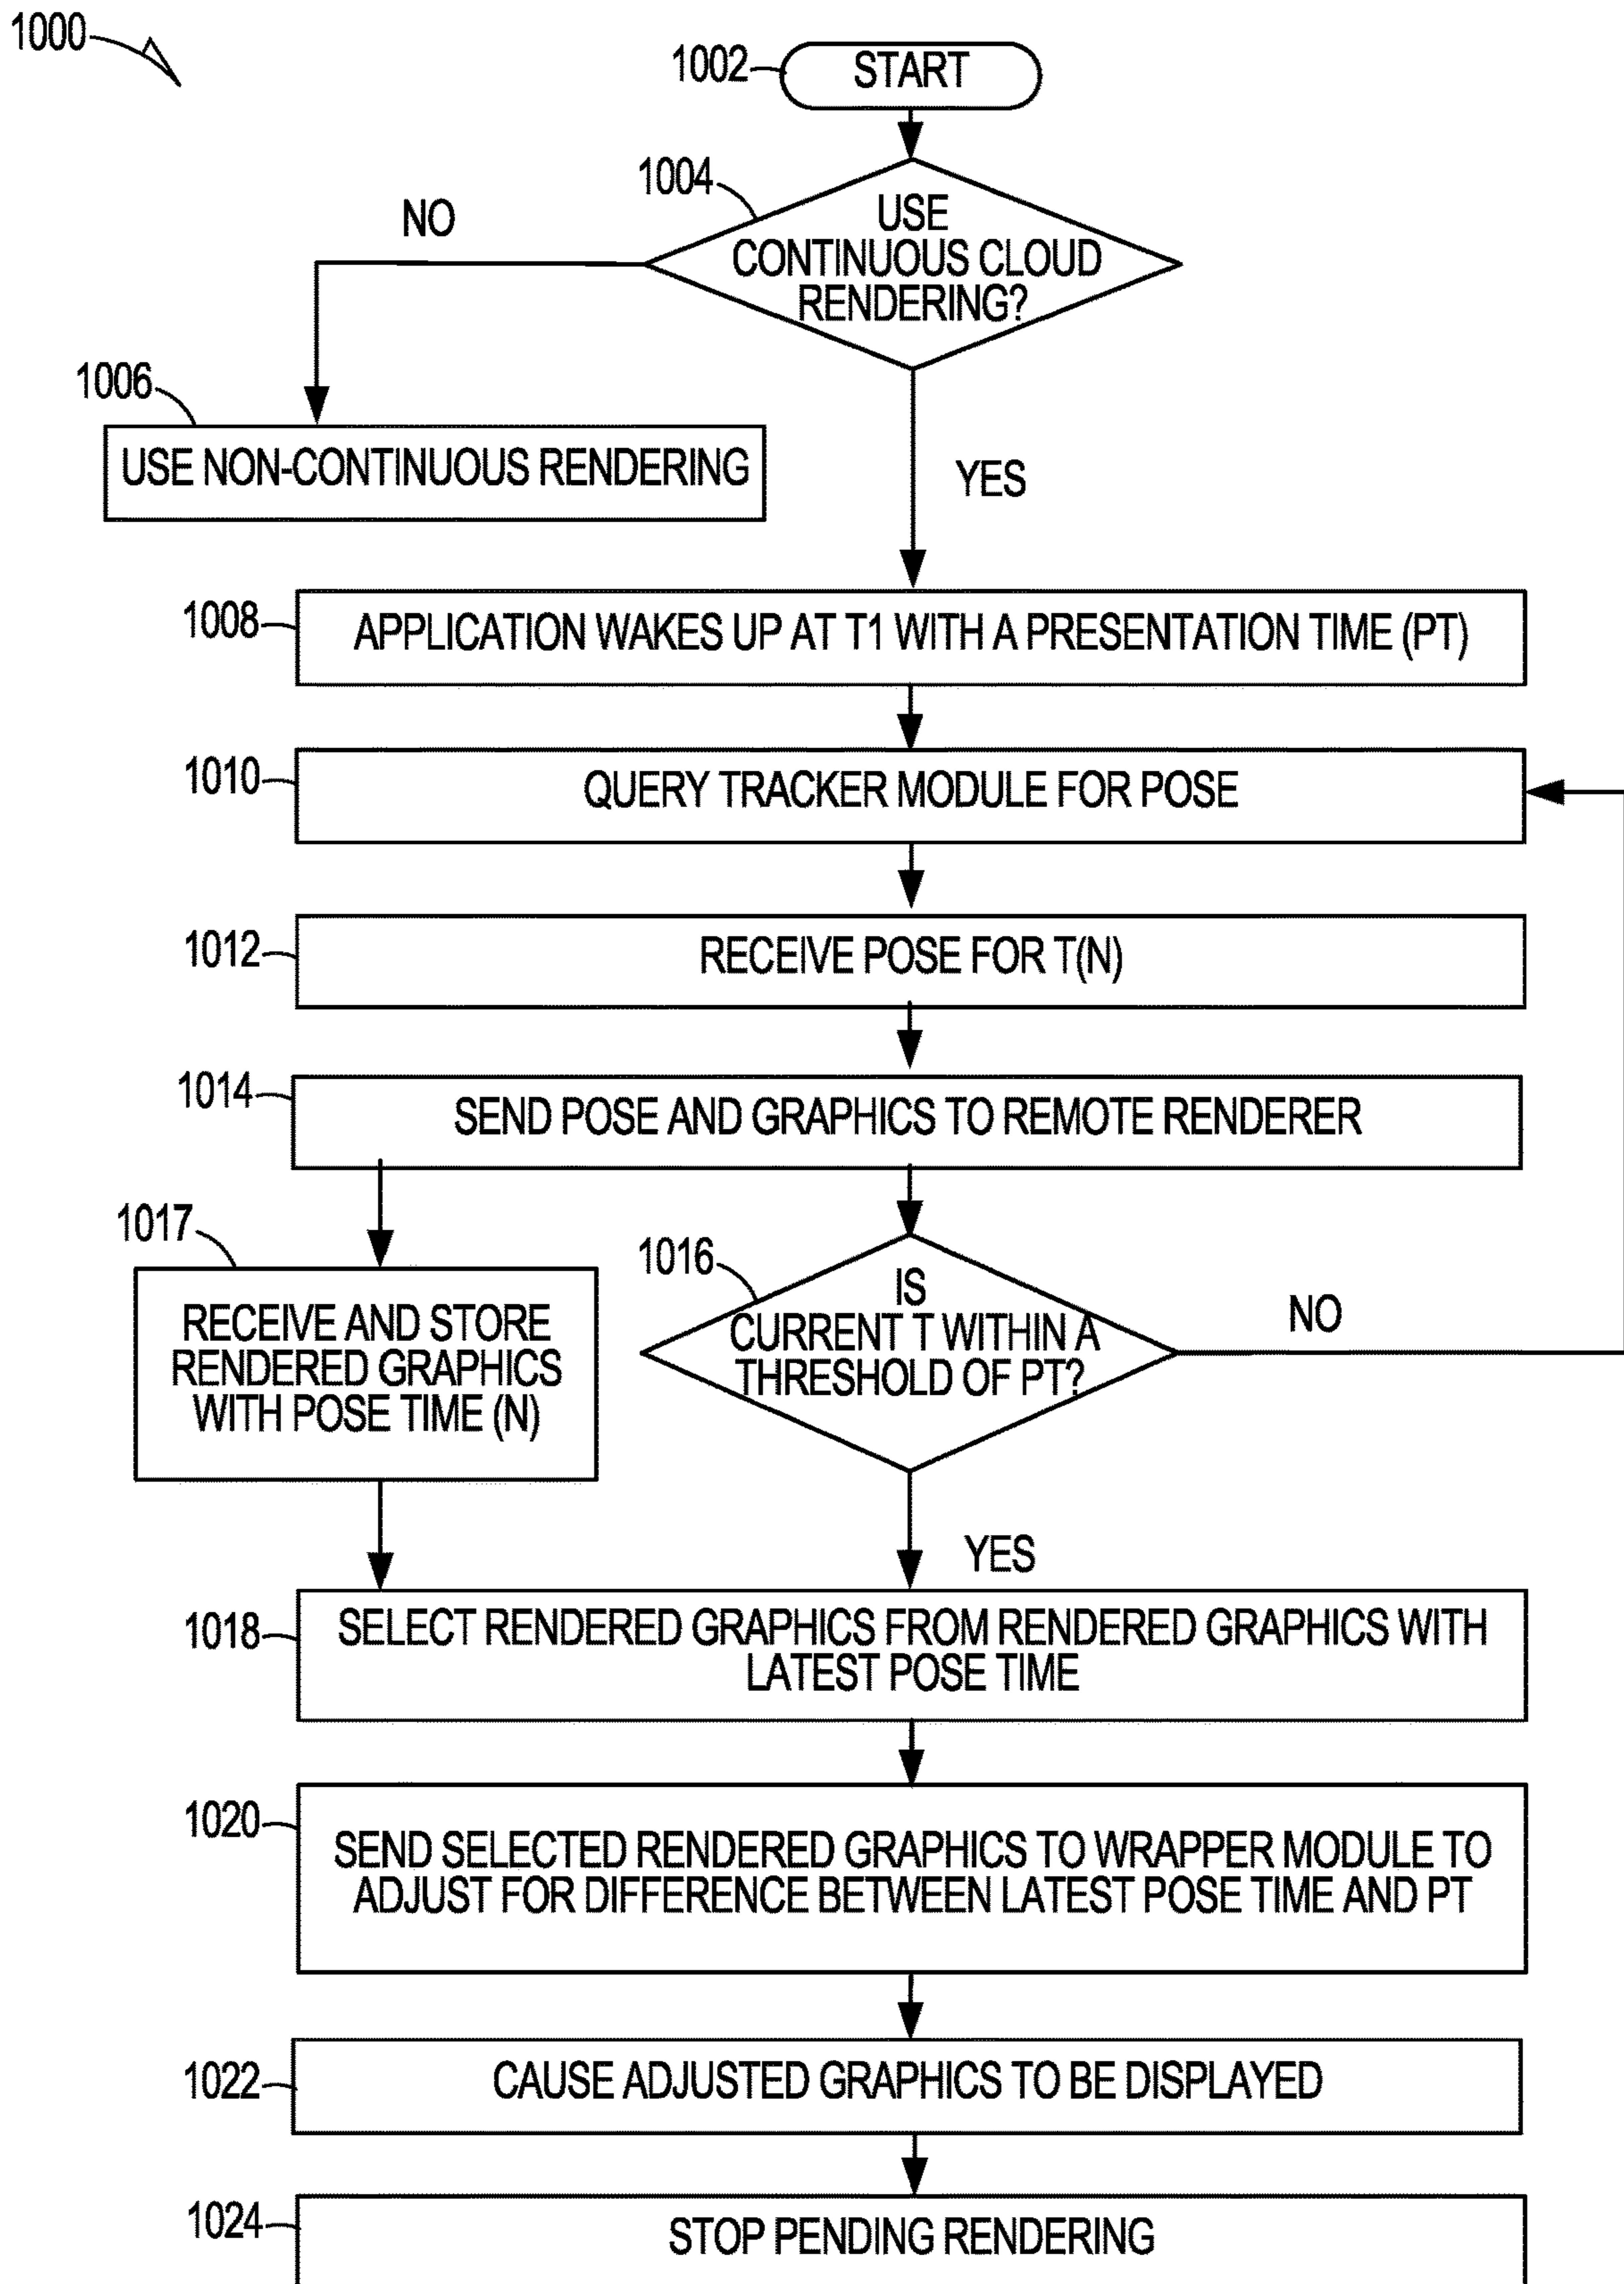 1000
1002
START
1004
USE
CONTINUOUS CLOUD
RENDERING?
NO
1006
USE NON-CONTINUOUS RENDERING
YES
1008
APPLICATION WAKES UP AT T1 WITH A PRESENTATION TIME (PT)
1010
QUERY TRACKER MODULE FOR POSE
1012
RECEIVE POSE FOR T(N)
1014
SEND POSE AND GRAPHICS TO REMOTE RENDERER
1017
RECEIVE AND STORE
RENDERED GRAPHICS
WITH POSE TIME (N)
1016
IS
CURRENT T WITHIN A
THRESHOLD OF PT?
NO
YES
1018
SELECT RENDERED GRAPHICS FROM RENDERED GRAPHICS WITH
LATEST POSE TIME
1020
SEND SELECTED RENDERED GRAPHICS TO WRAPPER MODULE TO
ADJUST FOR DIFFERENCE BETWEEN LATEST POSE TIME AND PT
1022
CAUSE ADJUSTED GRAPHICS TO BE DISPLAYED
1024
STOP PENDING RENDERING